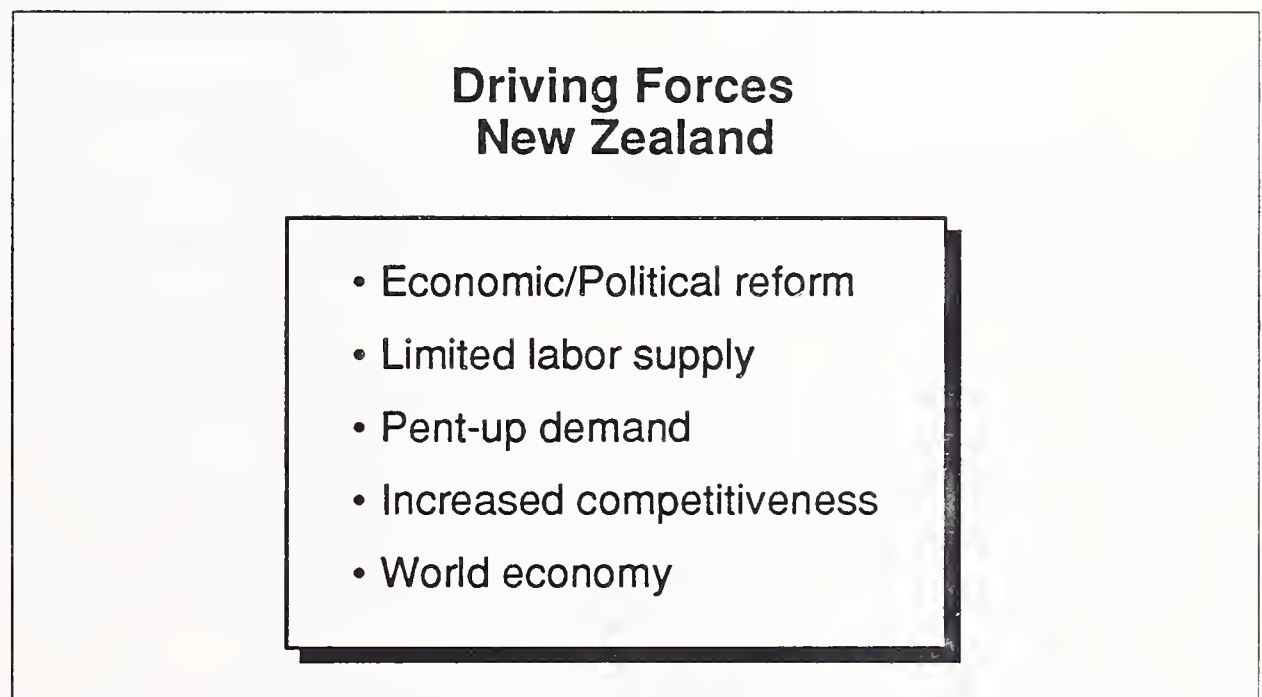 Driving Forces
New Zealand
• Economic/Political reform
• Limited labor supply
• Pent-up demand
• Increased competitiveness
• World economy